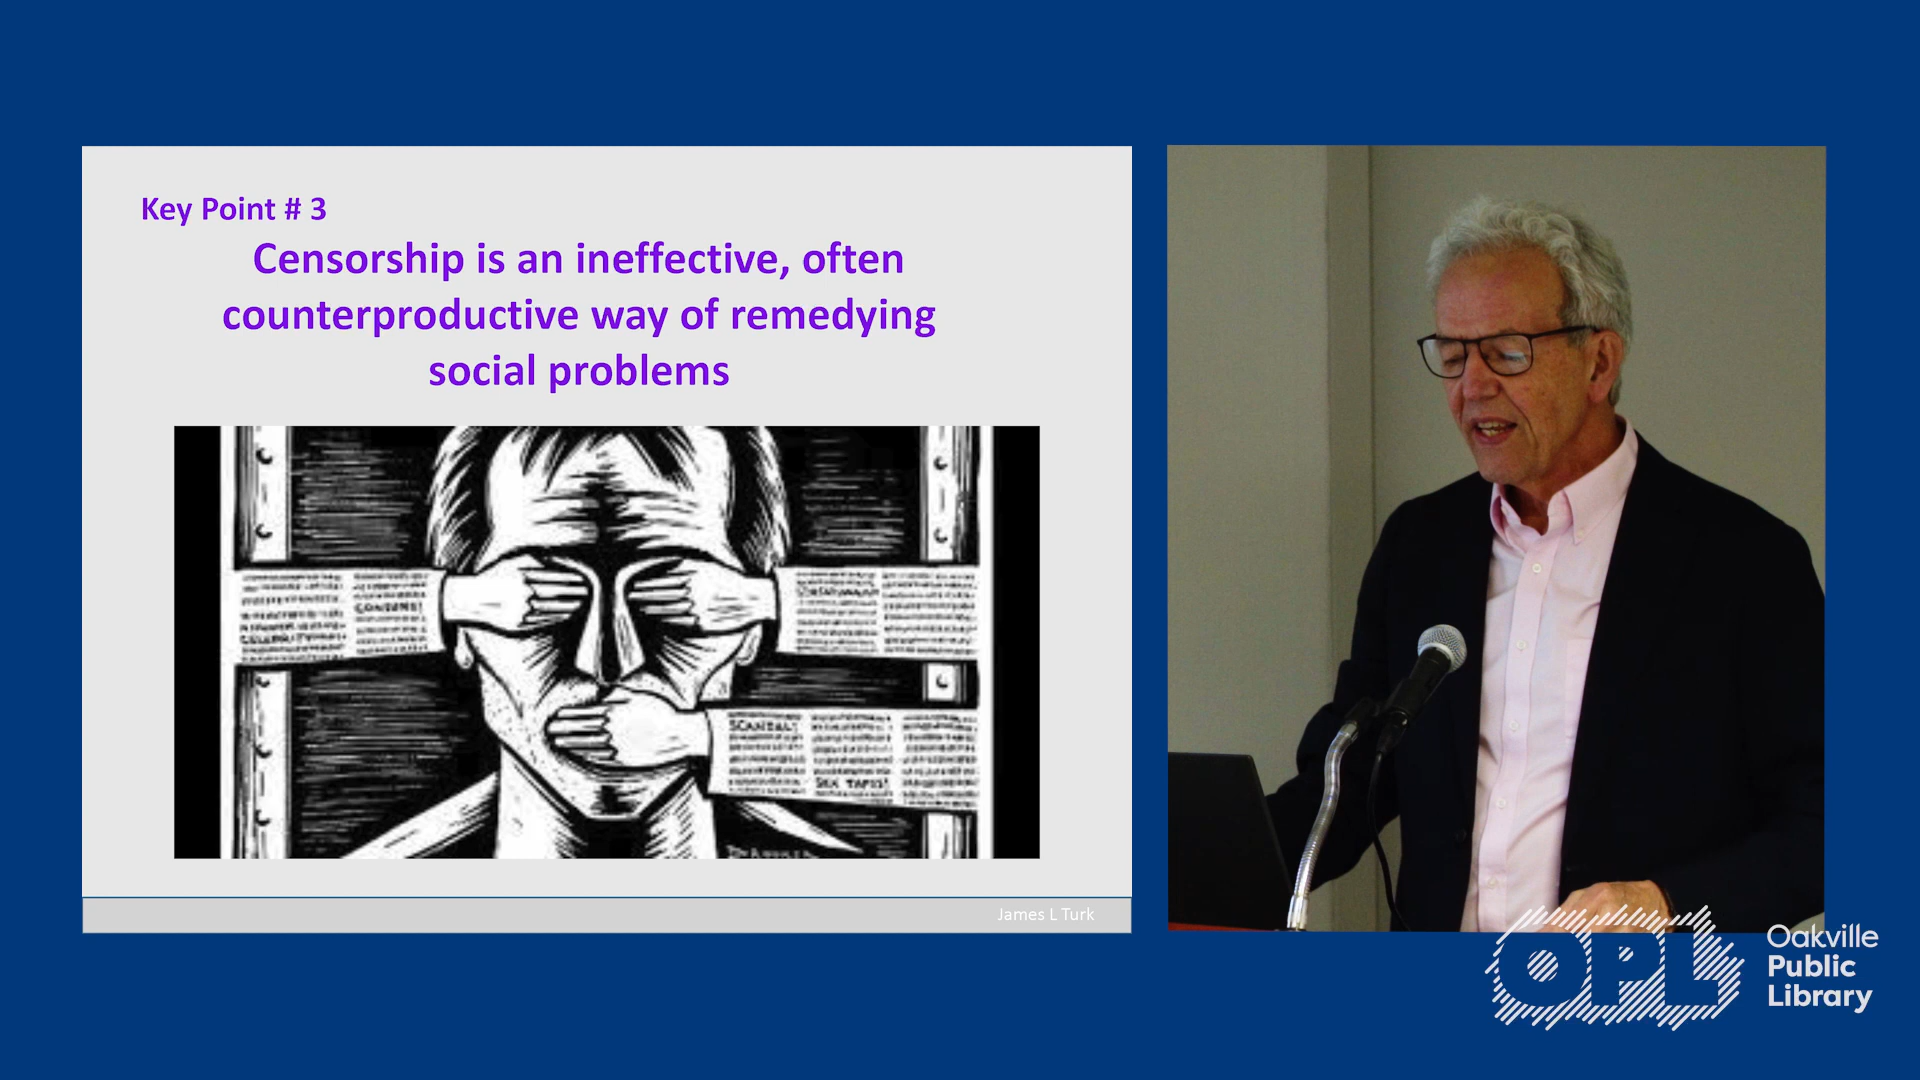 Key Point # 3
Censorship is an ineffective, often
counterproductive way of remedying
social problems
CONSUME!
SCANDAL!
SEX TAPES!
James L Turk
OPL
Oakville
Public
Library